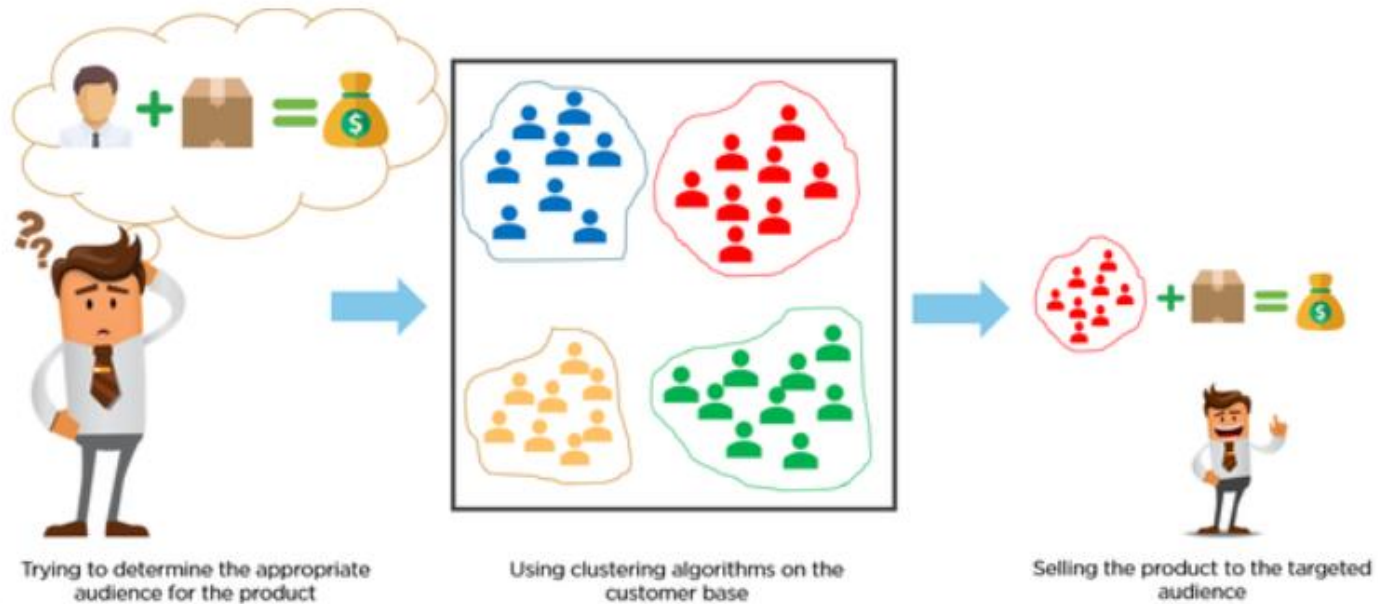 ??
$
Trying to determine the appropriate
audience for the product
Using clustering algorithms on the
customer base
$
Selling the product to the targeted
audience